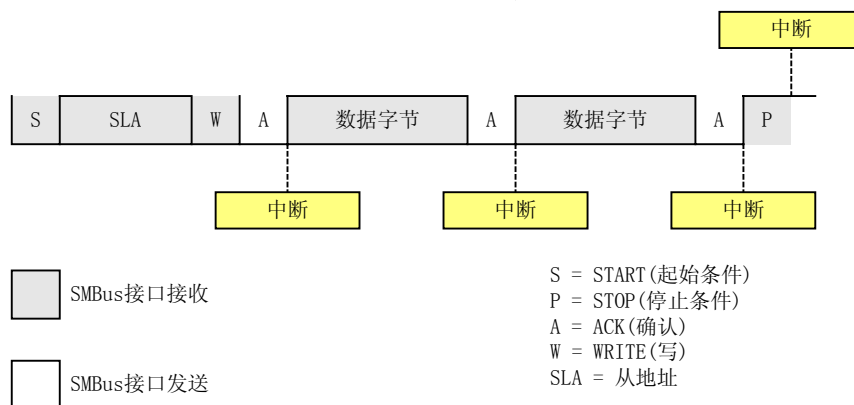 中断
S SLA W A 数据字节 A 数据字节 A P
中断 中断 中断
SMBus接口接收
SMBus接口发送
S = START(起始条件)
P = STOP(停止条件)
A = ACK(确认)
W = WRITE(写)
SLA = 从地址